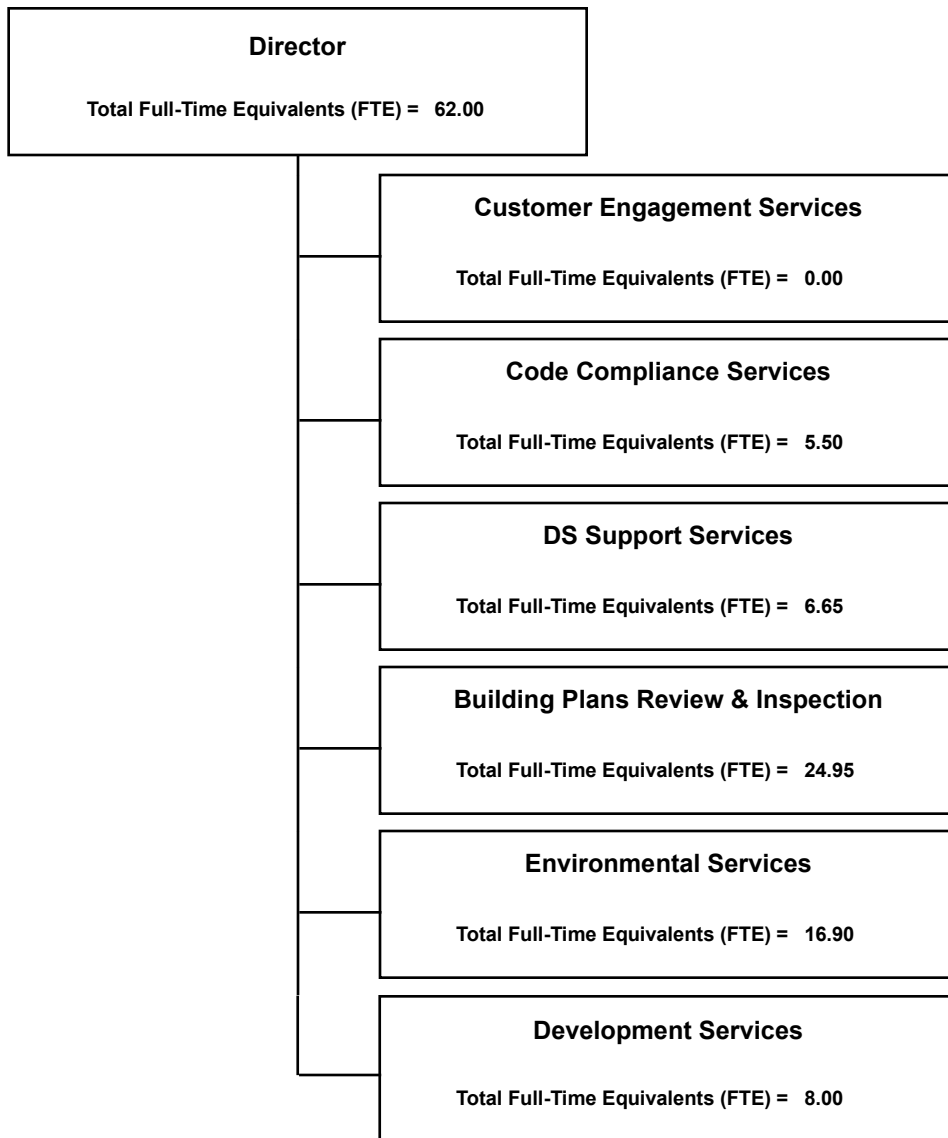 Director
Total Full-Time Equivalents (FTE) = 62.00
Customer Engagement Services
Total Full-Time Equivalents (FTE) = 0.00
Code Compliance Services
Total Full-Time Equivalents (FTE) = 5.50
DS Support Services
Total Full-Time Equivalents (FTE) = 6.65
Building Plans Review & Inspection
Total Full-Time Equivalents (FTE) = 24.95
Environmental Services
Total Full-Time Equivalents (FTE) = 16.90
Development Services
Total Full-Time Equivalents (FTE) = 8.00